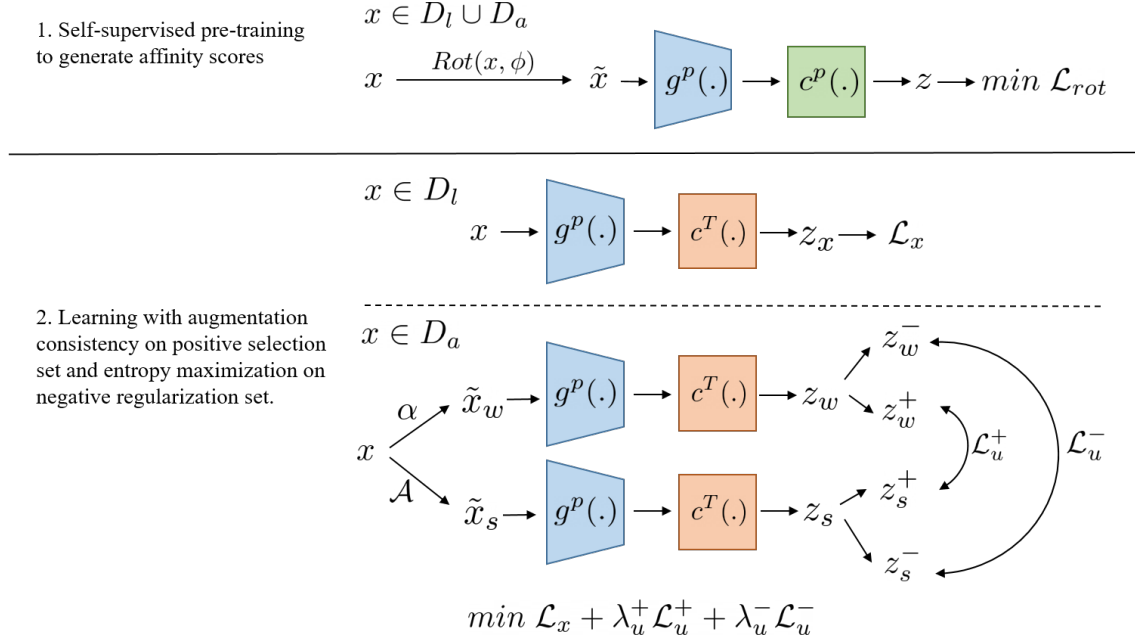 1. Self-supervised pre-training
to generate affinity scores
x ∈ D_l ∪ D_a
x Rot(x, ϕ) x̃ g^p(.) c^p(.) z min ℒ_rot
x ∈ D_l
x g^p(.) c^T(.) z_x ℒ_x
2. Learning with augmentation
consistency on positive selection
set and entropy maximization on
negative regularization set.
x ∈ D_a
α x̃_w g^p(.) c^T(.) z_w z_w^- z_w^+
x ℒ_u^+ ℒ_u^-
𝒜 x̃_s g^p(.) c^T(.) z_s z_s^+ z_s^-
min ℒ_x + λ_u^+ ℒ_u^+ + λ_u^- ℒ_u^-